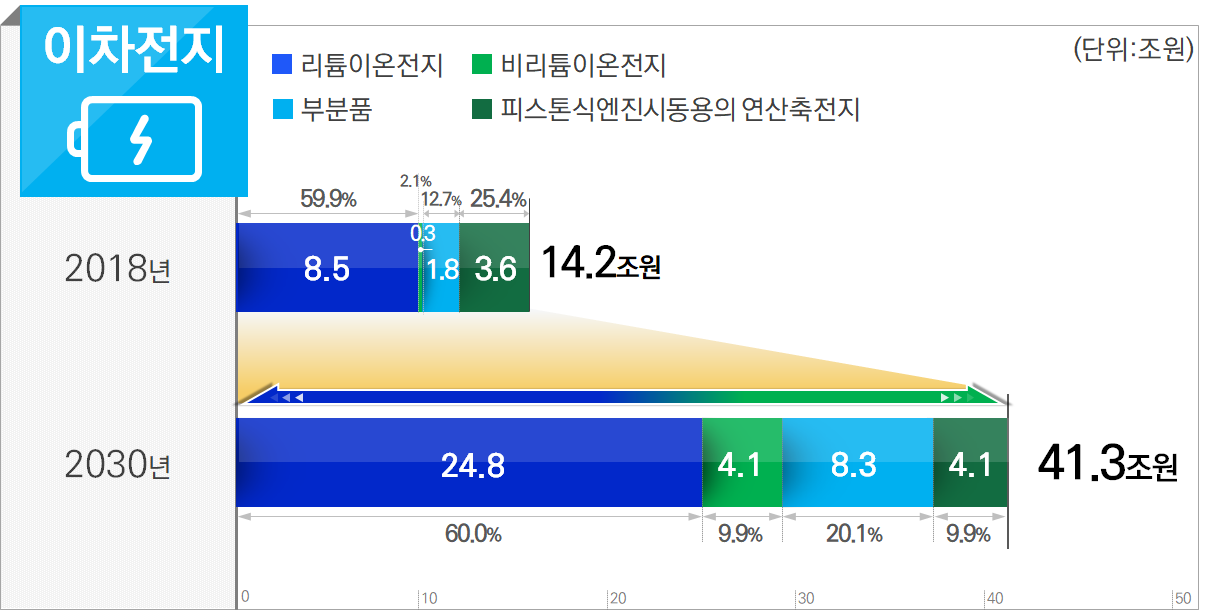 이차전지
(단위:조원)
리튬이온전지 비리튬이온전지
부분품 피스톤식엔진시동용의 연산축전지
59.9% 2.1% 12.7% 25.4%
2018년 8.5 0.3 1.8 3.6 14.2조원
2030년 24.8 4.1 8.3 4.1 41.3조원
60.0% 9.9% 20.1% 9.9%
0 10 20 30 40 50